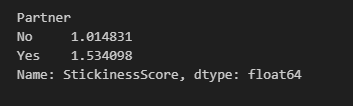 Partner
No     1.014831
Yes    1.534098
Name: StickinessScore, dtype: float64